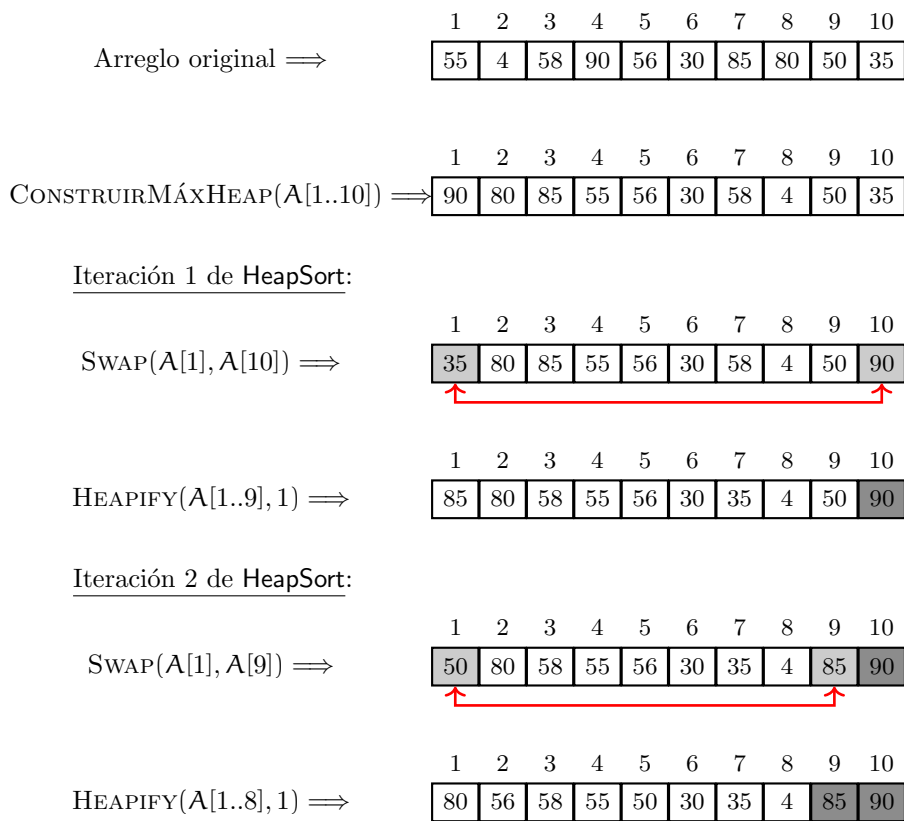 1 2 3 4 5 6 7 8 9 10
Arreglo original ⟹ 55 4 58 90 56 30 85 80 50 35
1 2 3 4 5 6 7 8 9 10
ConstruirMáxHeap(A[1..10]) ⟹ 90 80 85 55 56 30 58 4 50 35
Iteración 1 de HeapSort:
1 2 3 4 5 6 7 8 9 10
Swap(A[1], A[10]) ⟹ 35 80 85 55 56 30 58 4 50 90
1 2 3 4 5 6 7 8 9 10
Heapify(A[1..9], 1) ⟹ 85 80 58 55 56 30 35 4 50 90
Iteración 2 de HeapSort:
1 2 3 4 5 6 7 8 9 10
Swap(A[1], A[9]) ⟹ 50 80 58 55 56 30 35 4 85 90
1 2 3 4 5 6 7 8 9 10
Heapify(A[1..8], 1) ⟹ 80 56 58 55 50 30 35 4 85 90